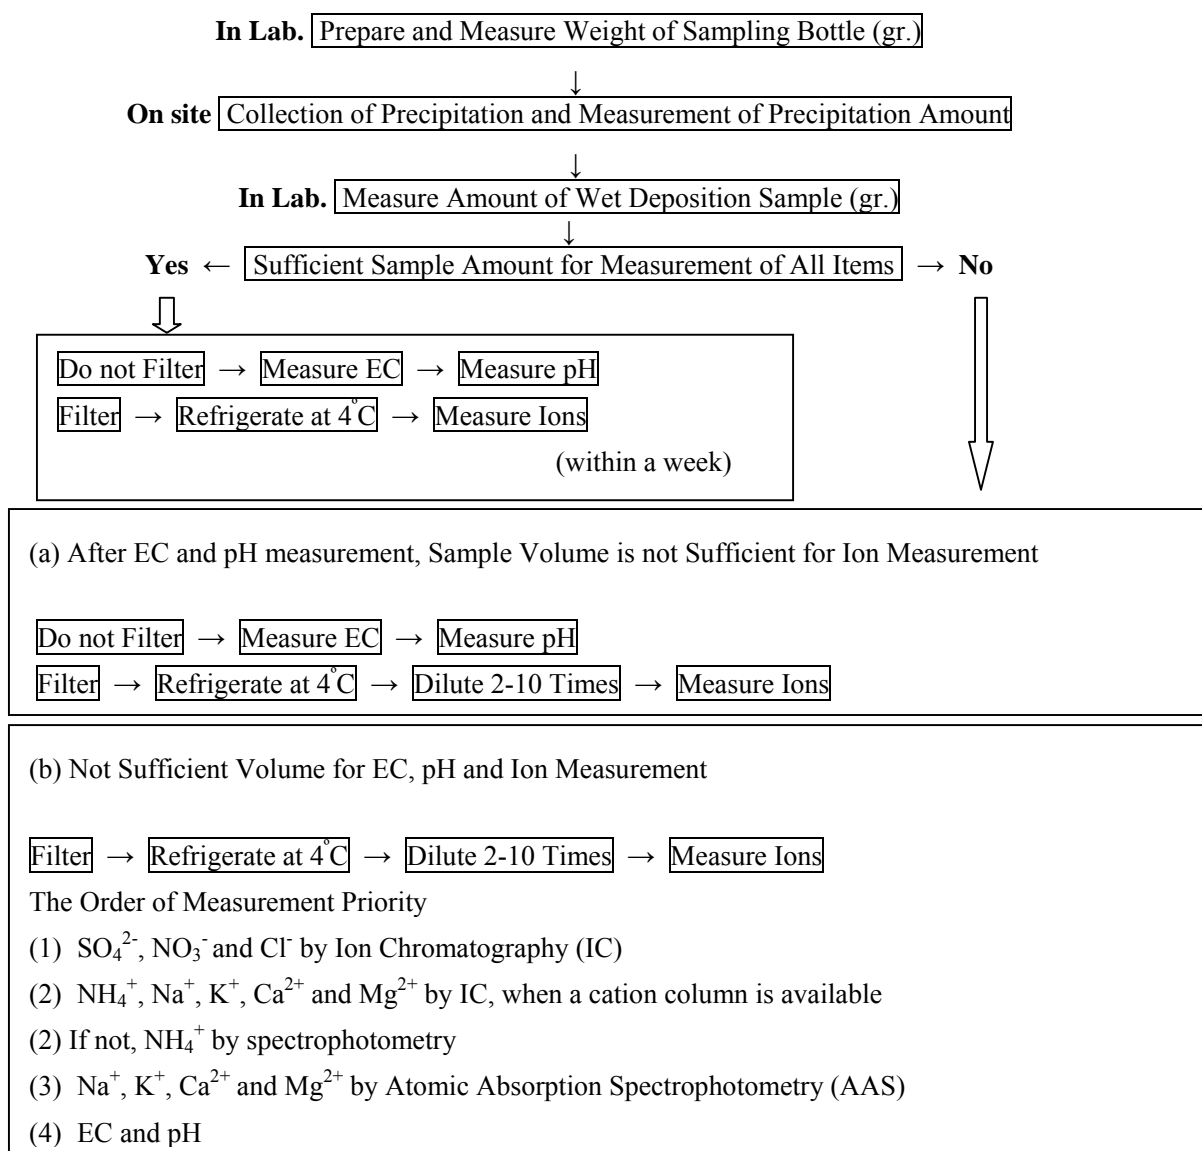 In Lab. Prepare and Measure Weight of Sampling Bottle (gr.)
↓
On site Collection of Precipitation and Measurement of Precipitation Amount
↓
In Lab. Measure Amount of Wet Deposition Sample (gr.)
↓
Yes ← Sufficient Sample Amount for Measurement of All Items → No
Do not Filter → Measure EC → Measure pH
Filter → Refrigerate at 4°C → Measure Ions
(within a week)
(a) After EC and pH measurement, Sample Volume is not Sufficient for Ion Measurement
Do not Filter → Measure EC → Measure pH
Filter → Refrigerate at 4°C → Dilute 2-10 Times → Measure Ions
(b) Not Sufficient Volume for EC, pH and Ion Measurement
Filter → Refrigerate at 4°C → Dilute 2-10 Times → Measure Ions
The Order of Measurement Priority
(1) SO₄²⁻, NO₃⁻ and Cl⁻ by Ion Chromatography (IC)
(2) NH₄⁺, Na⁺, K⁺, Ca²⁺ and Mg²⁺ by IC, when a cation column is available
(2) If not, NH₄⁺ by spectrophotometry
(3) Na⁺, K⁺, Ca²⁺ and Mg²⁺ by Atomic Absorption Spectrophotometry (AAS)
(4) EC and pH